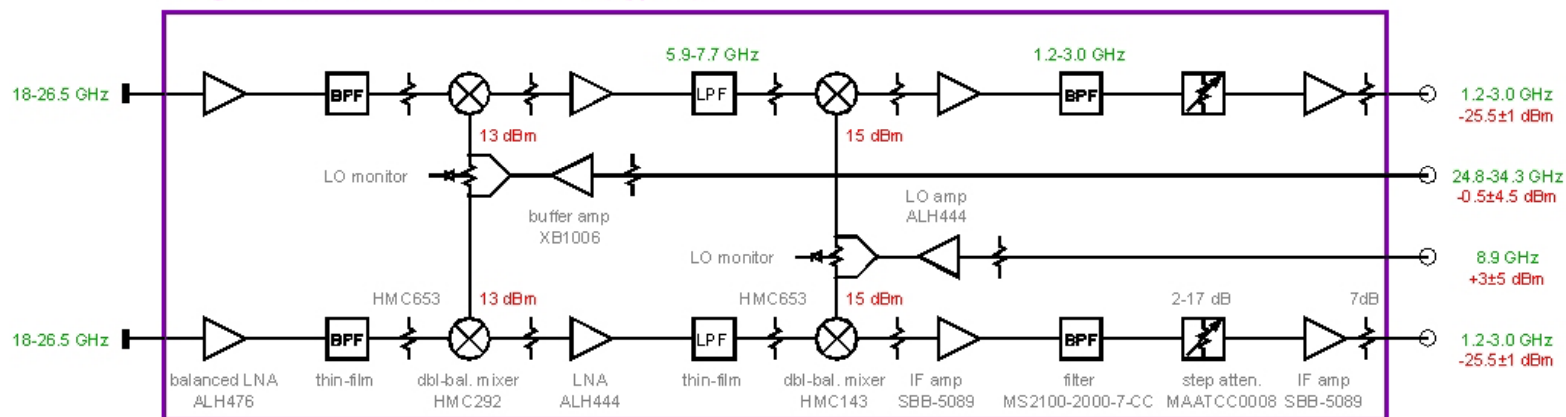 5.9-7.7 GHz
1.2-3.0 GHz
18-26.5 GHz
BPF
LPF
BPF
1.2-3.0 GHz
-25.5±1 dBm
13 dBm
15 dBm
LO monitor
24.8-34.3 GHz
-0.5±4.5 dBm
buffer amp
XB1006
LO amp
ALH444
LO monitor
8.9 GHz
+3±5 dBm
HMC653
13 dBm
HMC653
15 dBm
2-17 dB
7dB
18-26.5 GHz
BPF
LPF
BPF
1.2-3.0 GHz
-25.5±1 dBm
balanced LNA
ALH476
thin-film
dbl-bal. mixer
HMC292
LNA
ALH444
thin-film
dbl-bal. mixer
HMC143
IF amp
SBB-5089
filter
MS2100-2000-7-CC
step atten.
MAATCC0008
IF amp
SBB-5089